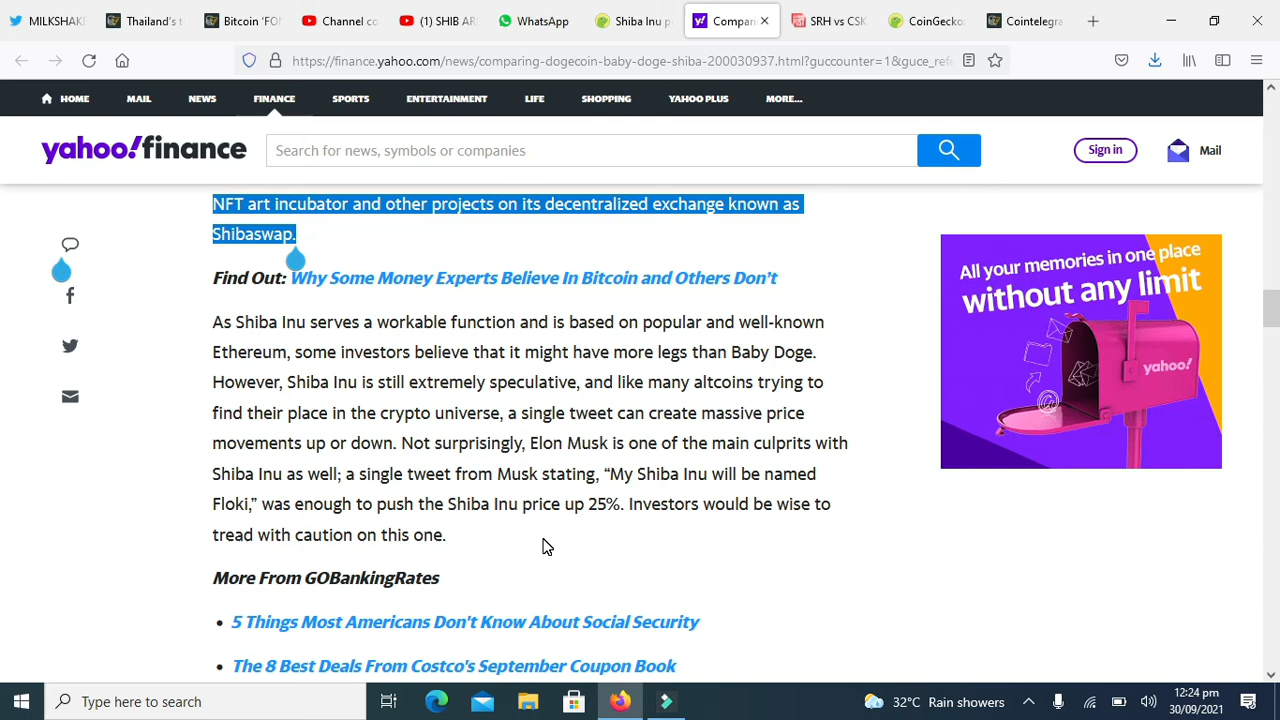 MILKSHAKE
Thailand's t
Bitcoin 'FO
Channel co
(1) SHIB AR
WhatsApp
Shiba Inu p
Compari
SRH vs CSK
CoinGecko
Cointelegra
https://finance.yahoo.com/news/comparing-dogecoin-baby-doge-shiba-200030937.html?guccounter=1&guce_refe
HOME MAIL NEWS FINANCE SPORTS ENTERTAINMENT LIFE SHOPPING YAHOO PLUS MORE...
yahoo!finance
Search for news, symbols or companies
Sign in
Mail
NFT art incubator and other projects on its decentralized exchange known as
Shibaswap.
Find Out: Why Some Money Experts Believe In Bitcoin and Others Don't
As Shiba Inu serves a workable function and is based on popular and well-known
Ethereum, some investors believe that it might have more legs than Baby Doge.
However, Shiba Inu is still extremely speculative, and like many altcoins trying to
find their place in the crypto universe, a single tweet can create massive price
movements up or down. Not surprisingly, Elon Musk is one of the main culprits with
Shiba Inu as well; a single tweet from Musk stating, “My Shiba Inu will be named
Floki,” was enough to push the Shiba Inu price up 25%. Investors would be wise to
tread with caution on this one.
More From GOBankingRates
• 5 Things Most Americans Don't Know About Social Security
• The 8 Best Deals From Costco's September Coupon Book
All your memories in one place
without any limit
yahoo!
Type here to search
32°C Rain showers
12:24 pm
30/09/2021